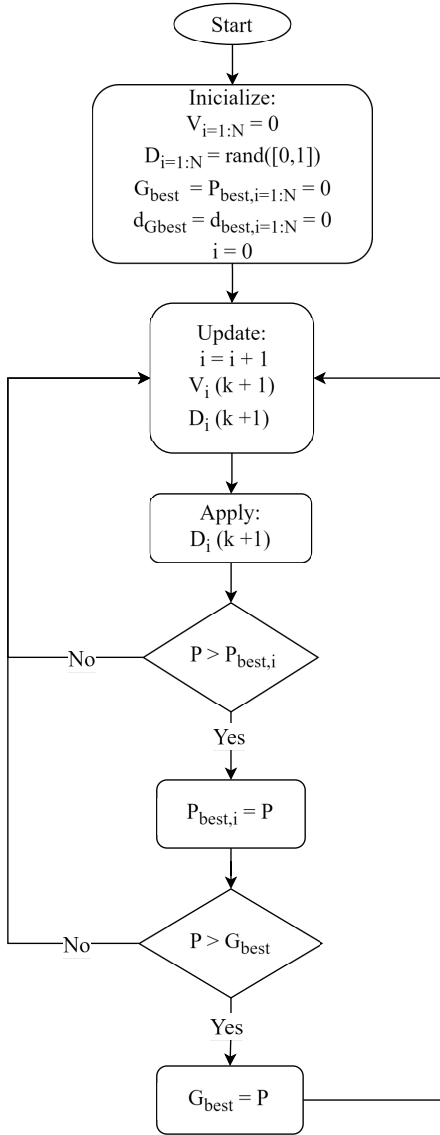 Start
Inicialize:
V_{i=1:N} = 0
D_{i=1:N} = rand([0,1])
G_{best} = P_{best,i=1:N} = 0
d_{Gbest} = d_{best,i=1:N} = 0
i = 0
Update:
i = i + 1
V_i (k + 1)
D_i (k +1)
Apply:
D_i (k +1)
P > P_{best,i}
No
Yes
P_{best,i} = P
P > G_{best}
No
Yes
G_{best} = P